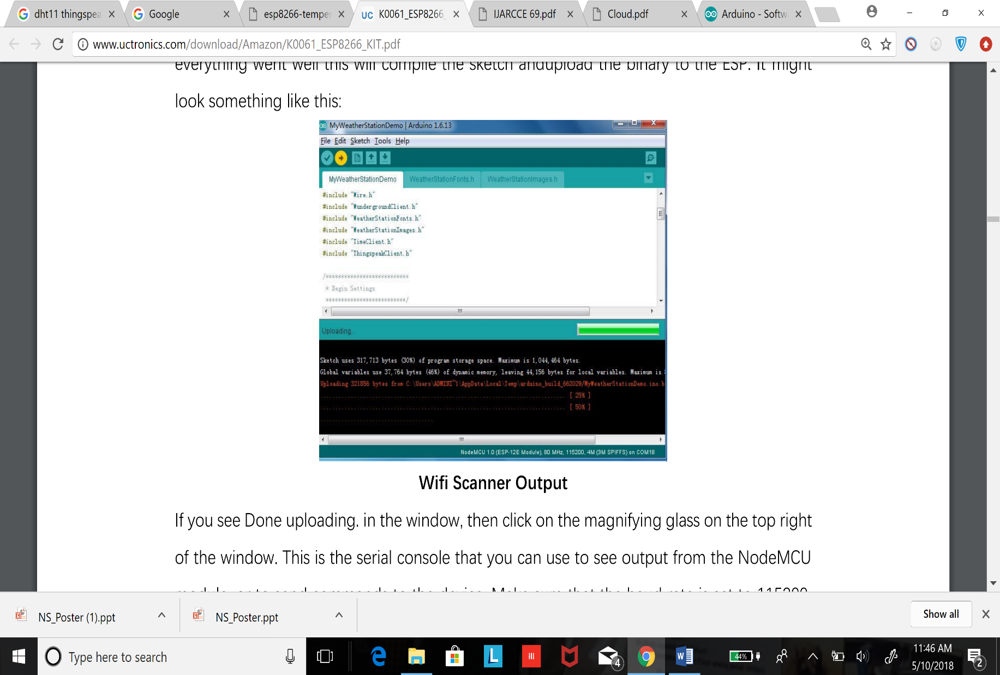 dht11 thingspea
Google
esp8266-temper
UC K0061_ESP8266_
IJARCCE 69.pdf
Cloud.pdf
Arduino - Softw
www.uctronics.com/download/Amazon/K0061_ESP8266_KIT.pdf
everything went well this will compile the sketch andupload the binary to the ESP. It might
look something like this:
MyWeatherStationDemo | Arduino 1.6.13
File Edit Sketch Tools Help
MyWeatherStationDemo WeatherStationFonts.h WeatherStationImages.h
#include "Wire.h"
#include "WundergroundClient.h"
#include "WeatherStationFonts.h"
#include "WeatherStationImages.h"
#include "TimeClient.h"
#include "ThingspeakClient.h"
/***************************
* Begin Settings
**************************/
Uploading...
Sketch uses 317,713 bytes (30%) of program storage space. Maximum is 1,044,464 bytes.
Global variables use 37,764 bytes (46%) of dynamic memory, leaving 44,156 bytes for local variables. Maximum is
Uploading 321856 bytes from C:\Users\ADMINI~1\AppData\Local\Temp\arduino_build_662029/MyWeatherStationDemo.ino.b
................................................................................ [ 25% ]
................................................................................ [ 50% ]
.....................................
NodeMCU 1.0 (ESP-12E Module), 80 MHz, 115200, 4M (3M SPIFFS) on COM18
Wifi Scanner Output
If you see Done uploading. in the window, then click on the magnifying glass on the top right
of the window. This is the serial console that you can use to see output from the NodeMCU
NS_Poster (1).ppt
NS_Poster.ppt
Show all
Type here to search
4
44%
11:46 AM
5/10/2018
2